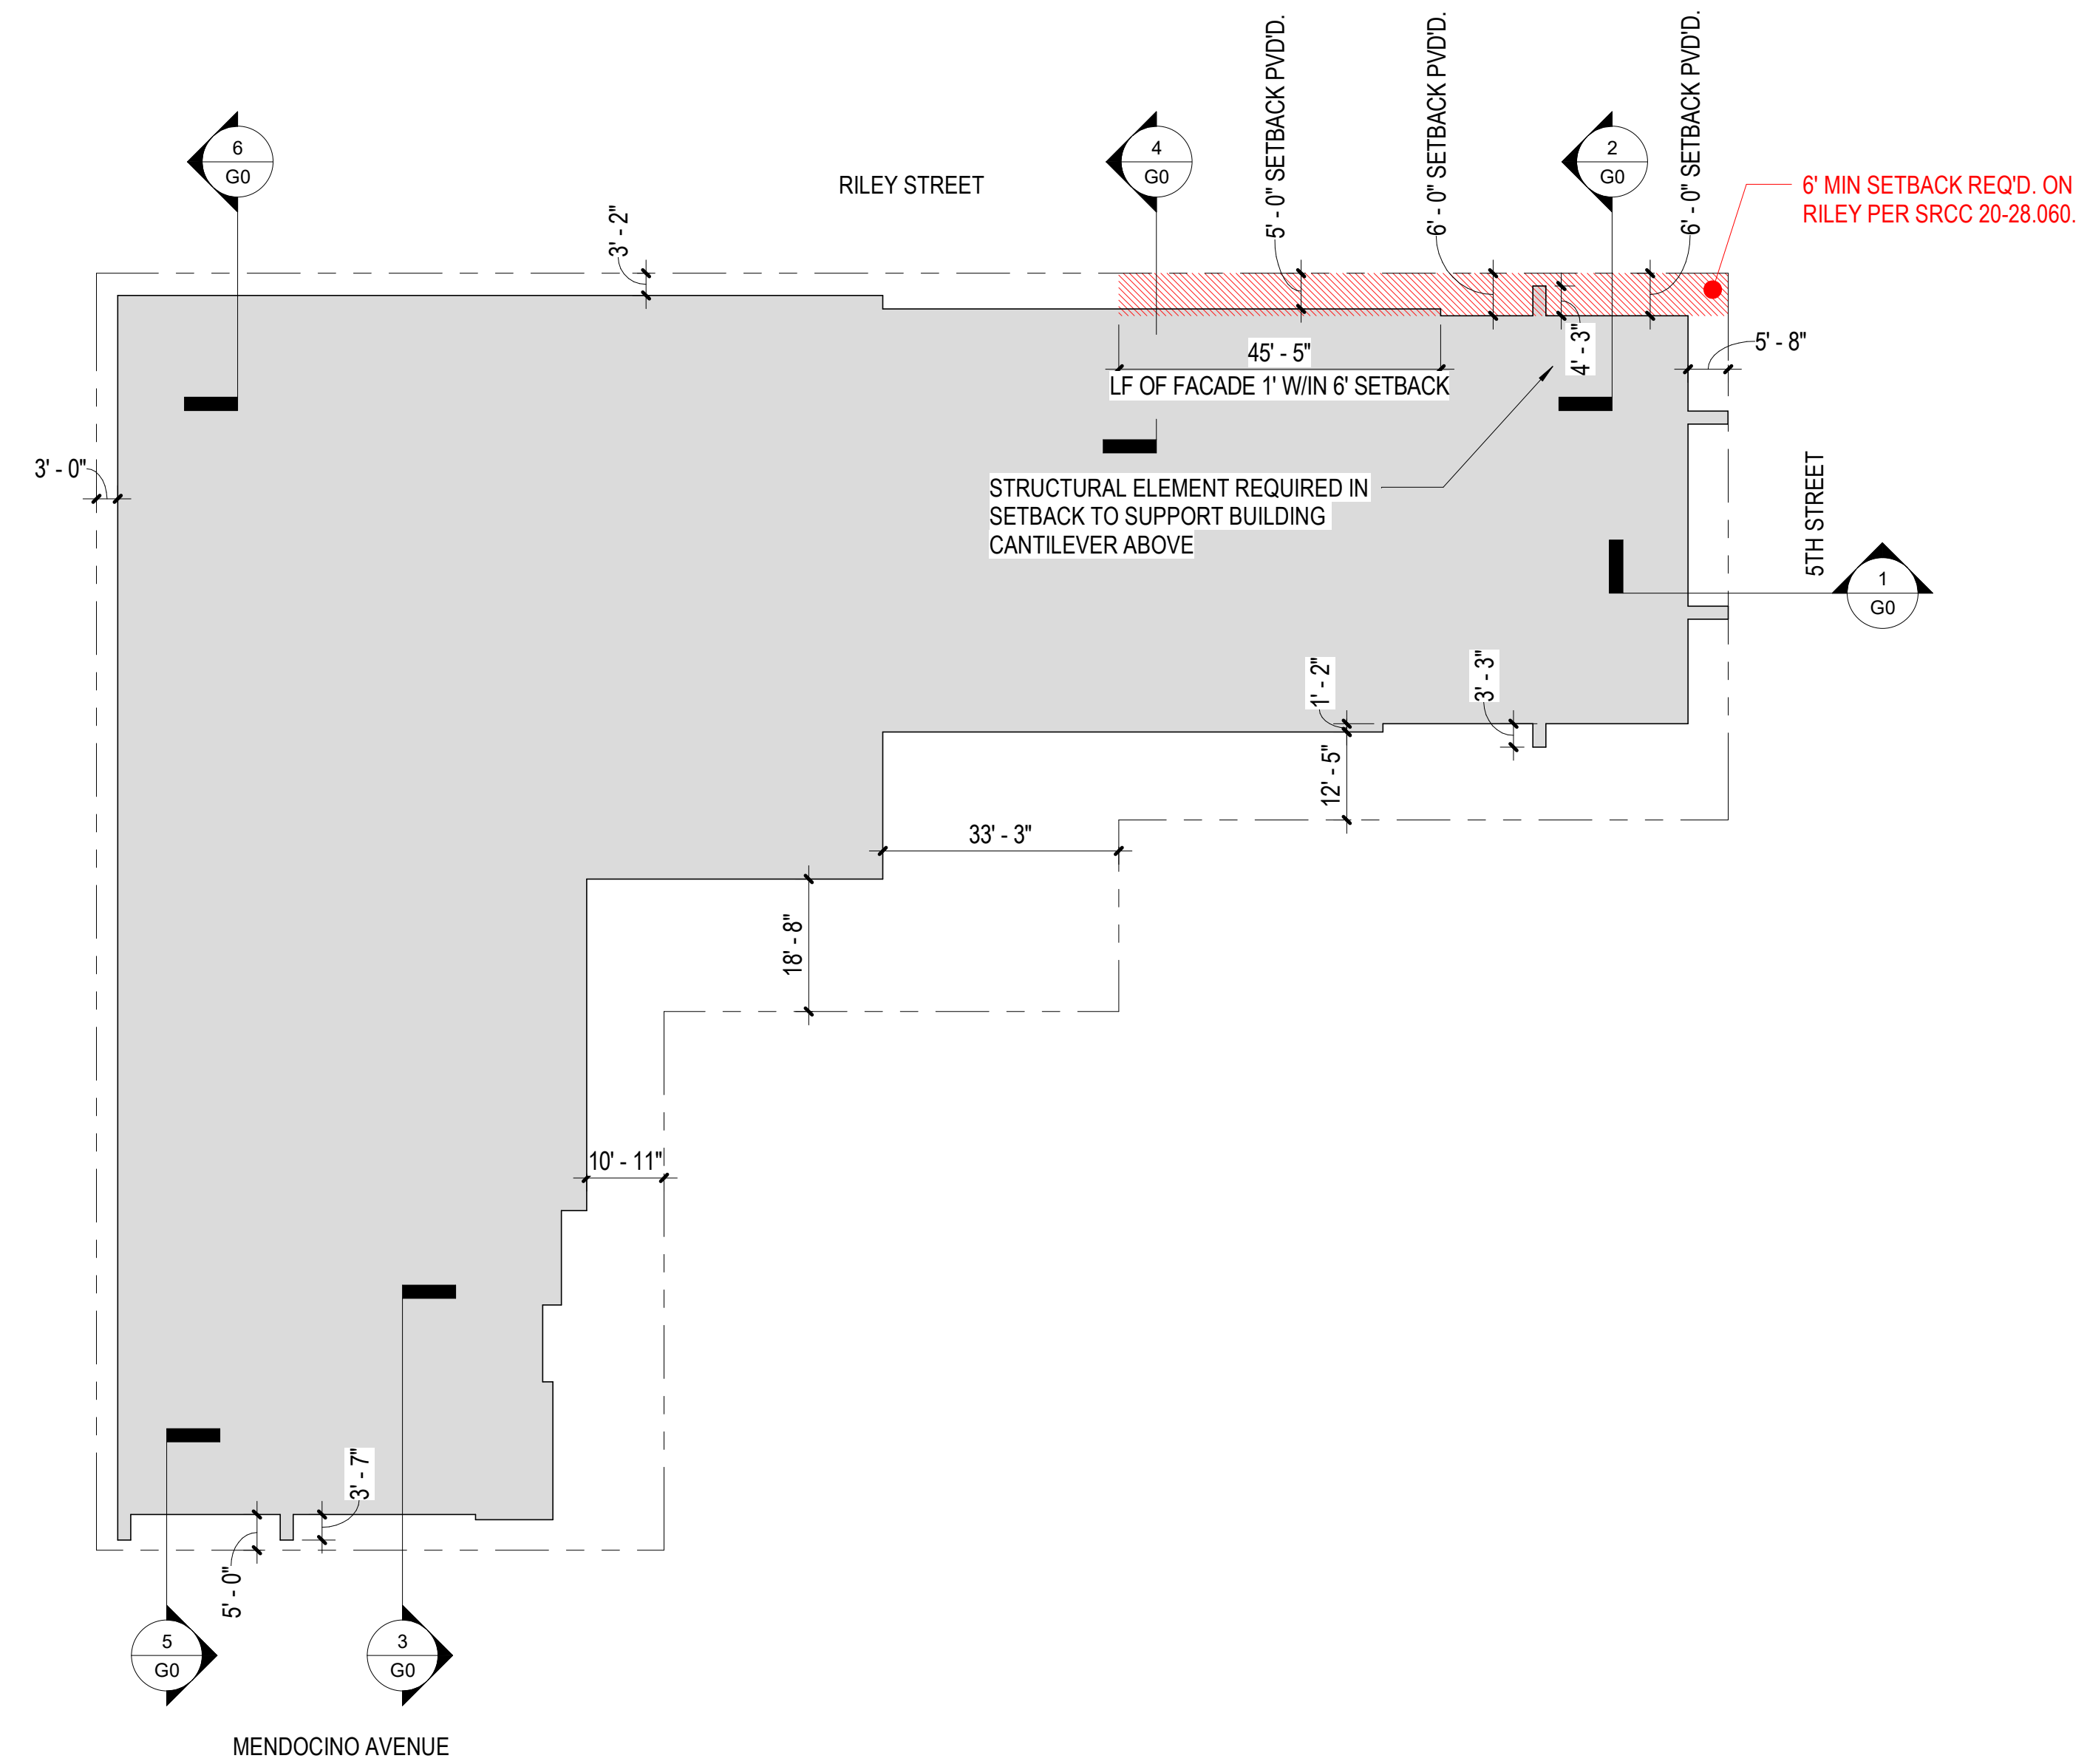 5' - 0" SETBACK PVD'D.
6' - 0" SETBACK PVD'D.
6' - 0" SETBACK PVD'D.
6
G0
4
G0
2
G0
RILEY STREET
6' MIN SETBACK REQ'D. ON
RILEY PER SRCC 20-28.060.
3' - 2"
45' - 5"
LF OF FACADE 1' W/IN 6' SETBACK
4' - 3"
5' - 8"
3' - 0"
STRUCTURAL ELEMENT REQUIRED IN
SETBACK TO SUPPORT BUILDING
CANTILEVER ABOVE
5TH STREET
1
G0
1' - 2"
3' - 3"
12' - 5"
33' - 3"
18' - 8"
10' - 11"
3' - 7"
5' - 0"
5
G0
3
G0
MENDOCINO AVENUE